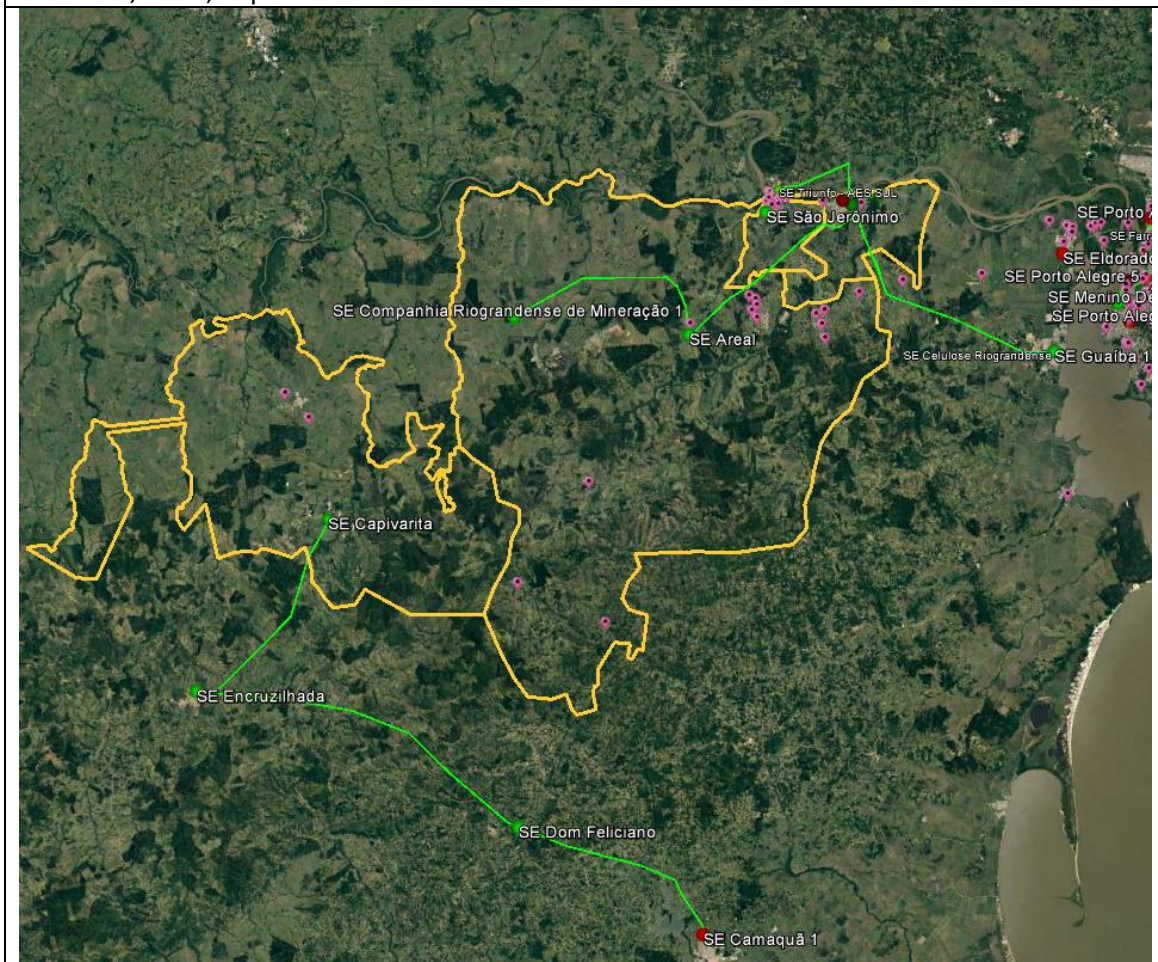 SE Triunfo - AES SUL
SE São Jerônimo
SE Porto A
SE Farra
SE Eldorado
SE Porto Alegre 5
SE Menino De
SE Porto Aleg
SE Companhia Riograndense de Mineração 1
SE Areal
SE Celulose Riograndense
SE Guaíba 1
SE Capivarita
SE Encruzilhada
SE Dom Feliciano
SE Camaquã 1